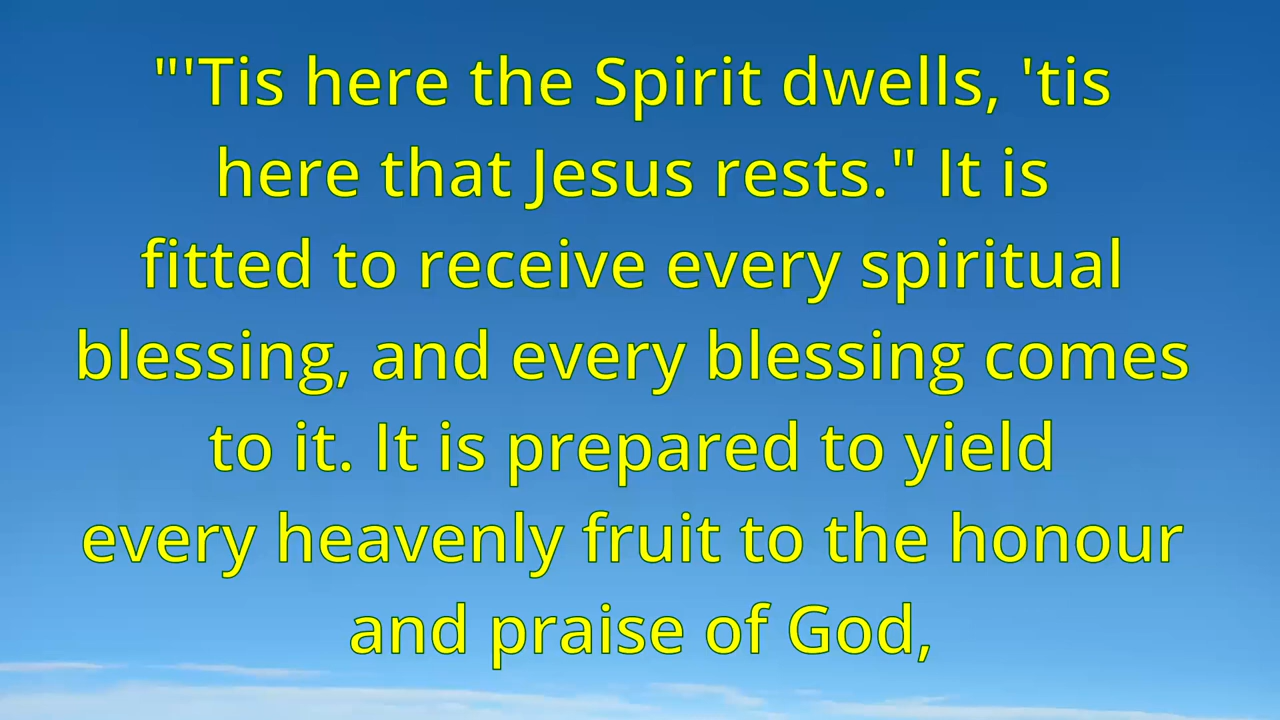 "'Tis here the Spirit dwells, 'tis
here that Jesus rests." It is
fitted to receive every spiritual
blessing, and every blessing comes
to it. It is prepared to yield
every heavenly fruit to the honour
and praise of God,